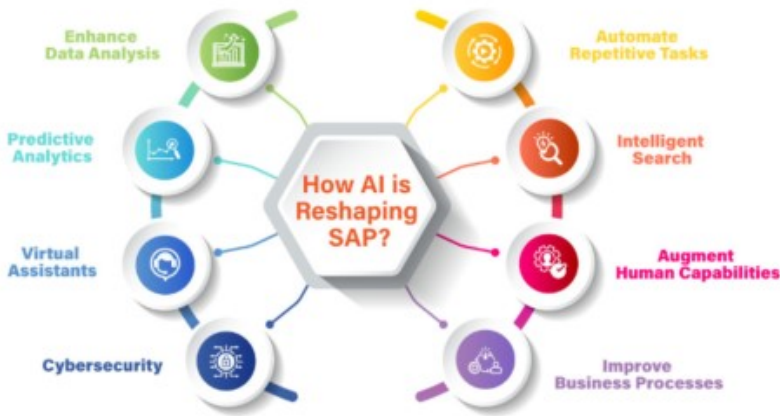 Enhance
Data Analysis
Predictive
Analytics
Virtual
Assistants
Cybersecurity
How AI is
Reshaping
SAP?
Automate
Repetitive Tasks
Intelligent
Search
Augment
Human Capabilities
Improve
Business Processes